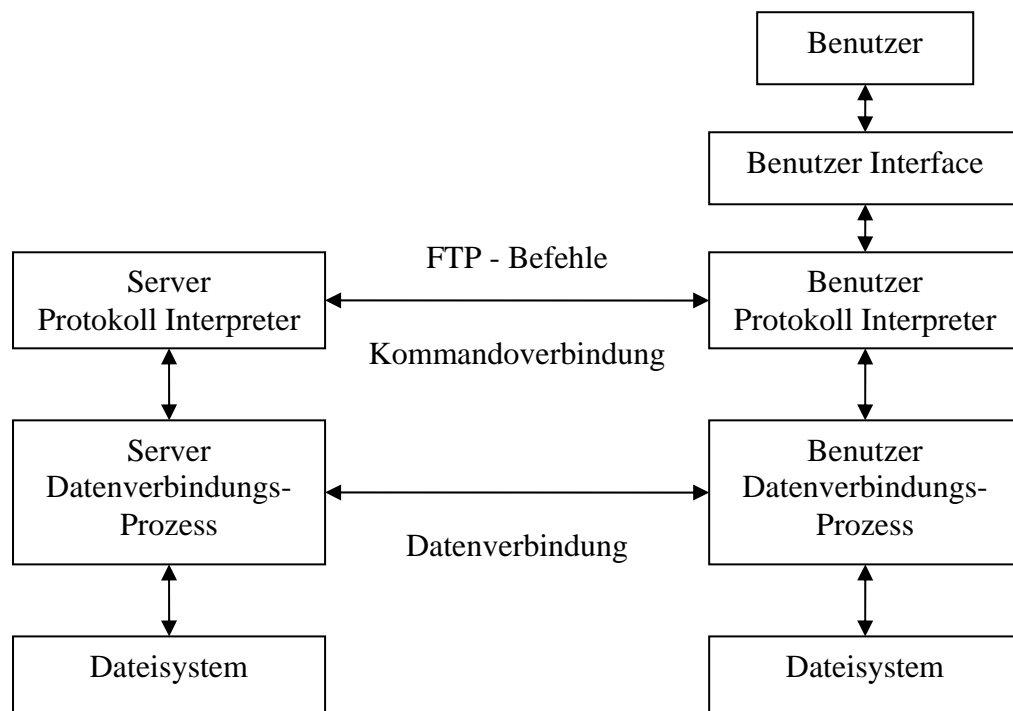 Benutzer
Benutzer Interface
FTP - Befehle
Server
Protokoll Interpreter
Benutzer
Protokoll Interpreter
Kommandoverbindung
Server
Datenverbindungs-
Prozess
Benutzer
Datenverbindungs-
Prozess
Datenverbindung
Dateisystem
Dateisystem